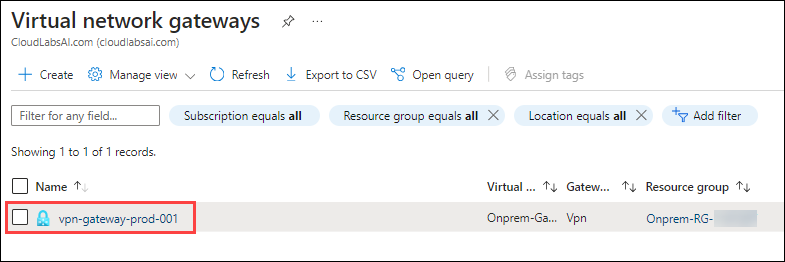 Virtual network gateways
CloudLabsAI.com (cloudlabsai.com)
Create Manage view Refresh Export to CSV Open query Assign tags
Filter for any field... Subscription equals all Resource group equals all Location equals all Add filter
Showing 1 to 1 of 1 records.
Name Virtual ... Gatew... Resource group
vpn-gateway-prod-001 Onprem-Ga... Vpn Onprem-RG-